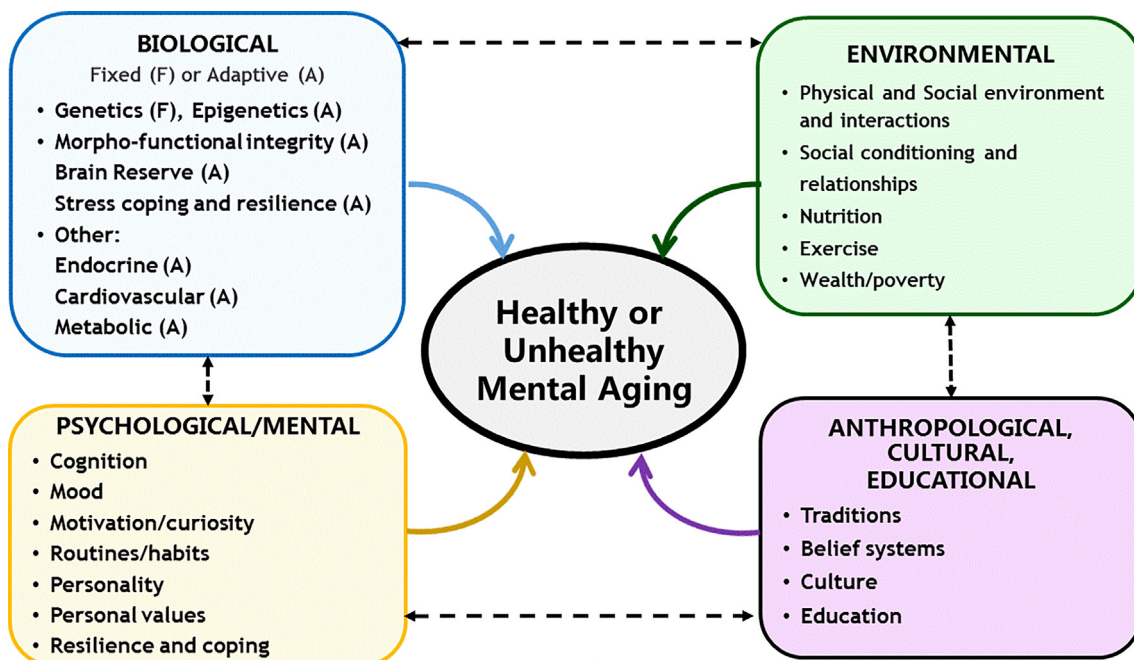 BIOLOGICAL
Fixed (F) or Adaptive (A)
• Genetics (F), Epigenetics (A)
• Morpho-functional integrity (A)
Brain Reserve (A)
Stress coping and resilience (A)
• Other:
Endocrine (A)
Cardiovascular (A)
Metabolic (A)
ENVIRONMENTAL
• Physical and Social environment
and interactions
• Social conditioning and
relationships
• Nutrition
• Exercise
• Wealth/poverty
Healthy or
Unhealthy
Mental Aging
PSYCHOLOGICAL/MENTAL
• Cognition
• Mood
• Motivation/curiosity
• Routines/habits
• Personality
• Personal values
• Resilience and coping
ANTHROPOLOGICAL,
CULTURAL,
EDUCATIONAL
• Traditions
• Belief systems
• Culture
• Education